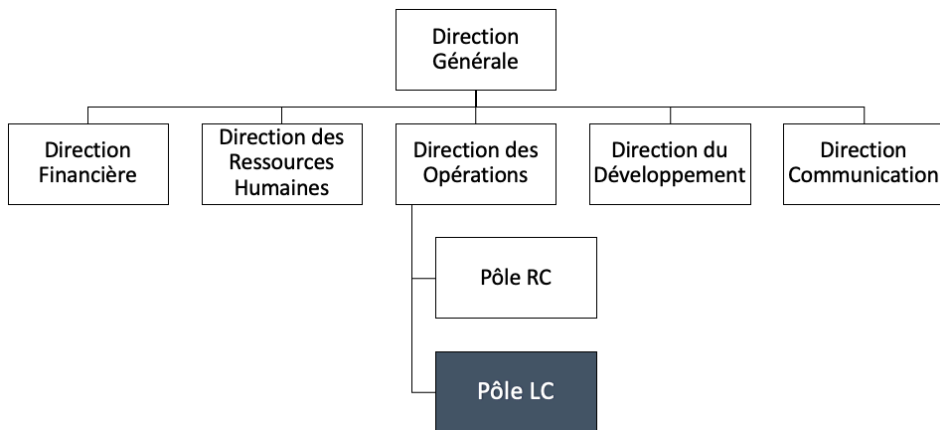 Direction
Générale
Direction
Financière
Direction des
Ressources
Humaines
Direction des
Opérations
Direction du
Développement
Direction
Communication
Pôle RC
Pôle LC